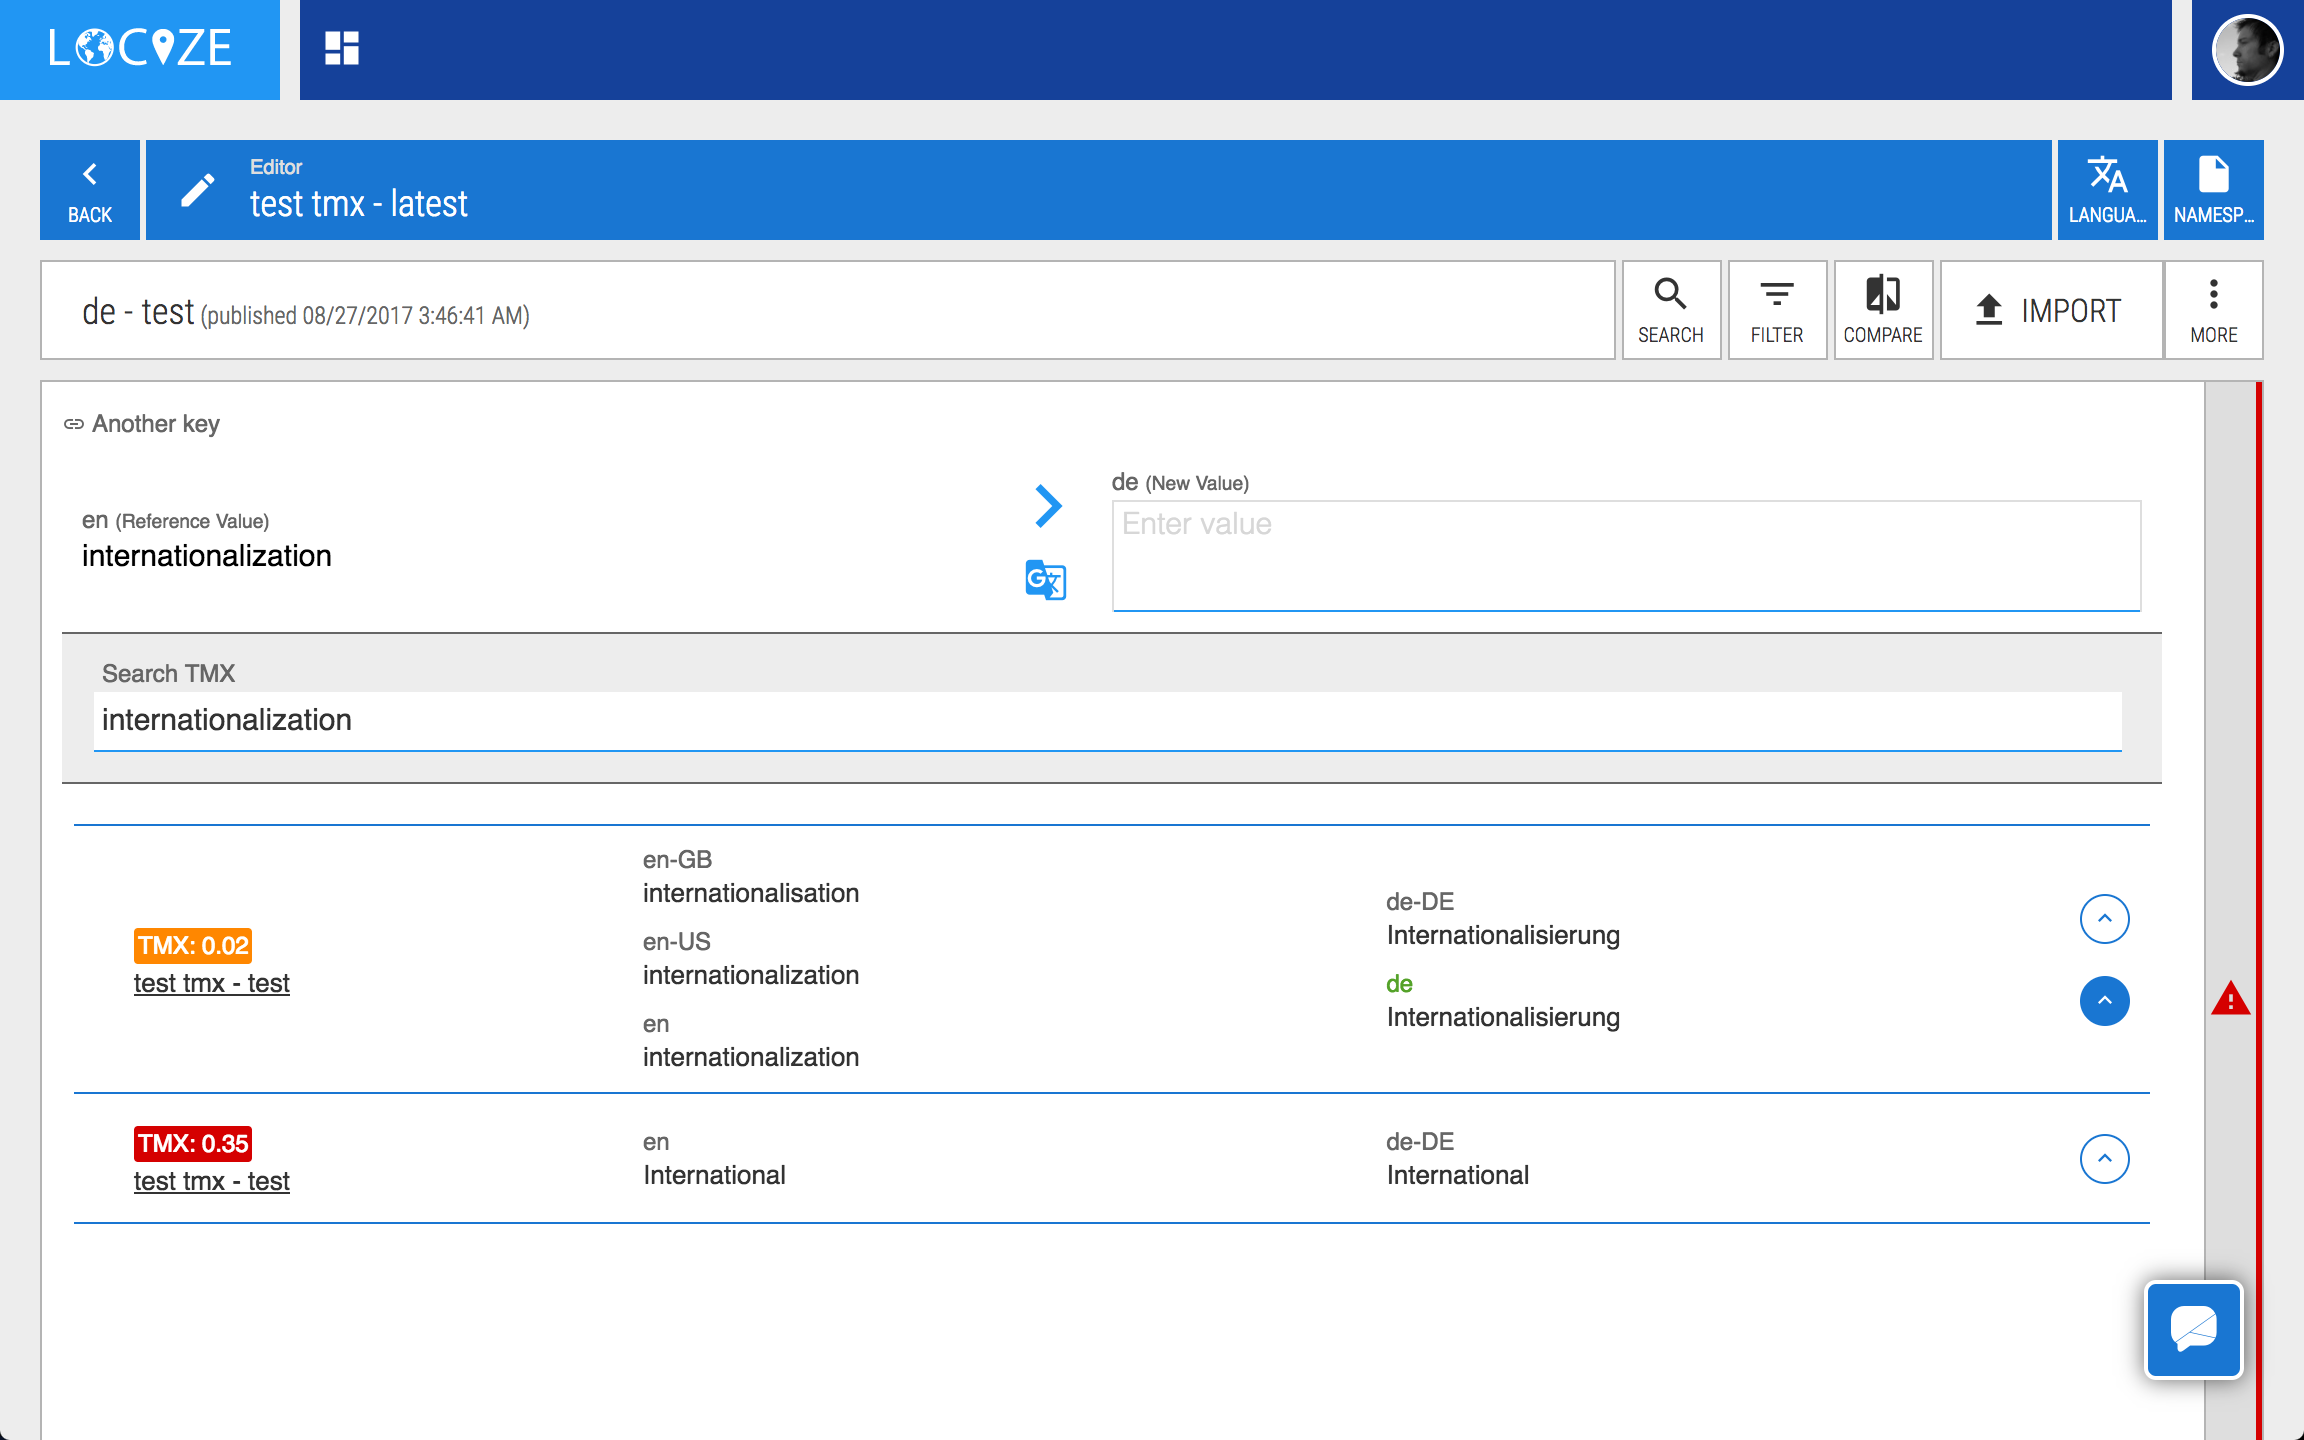 LOCIZE
BACK
Editor
test tmx - latest
LANGUA...
NAMESP...
de - test (published 08/27/2017 3:46:41 AM)
SEARCH
FILTER
COMPARE
IMPORT
MORE
Another key
en (Reference Value)
internationalization
de (New Value)
Enter value
Search TMX
internationalization
TMX: 0.02
test tmx - test
en-GB
internationalisation
en-US
internationalization
en
internationalization
de-DE
Internationalisierung
de
Internationalisierung
TMX: 0.35
test tmx - test
en
International
de-DE
International